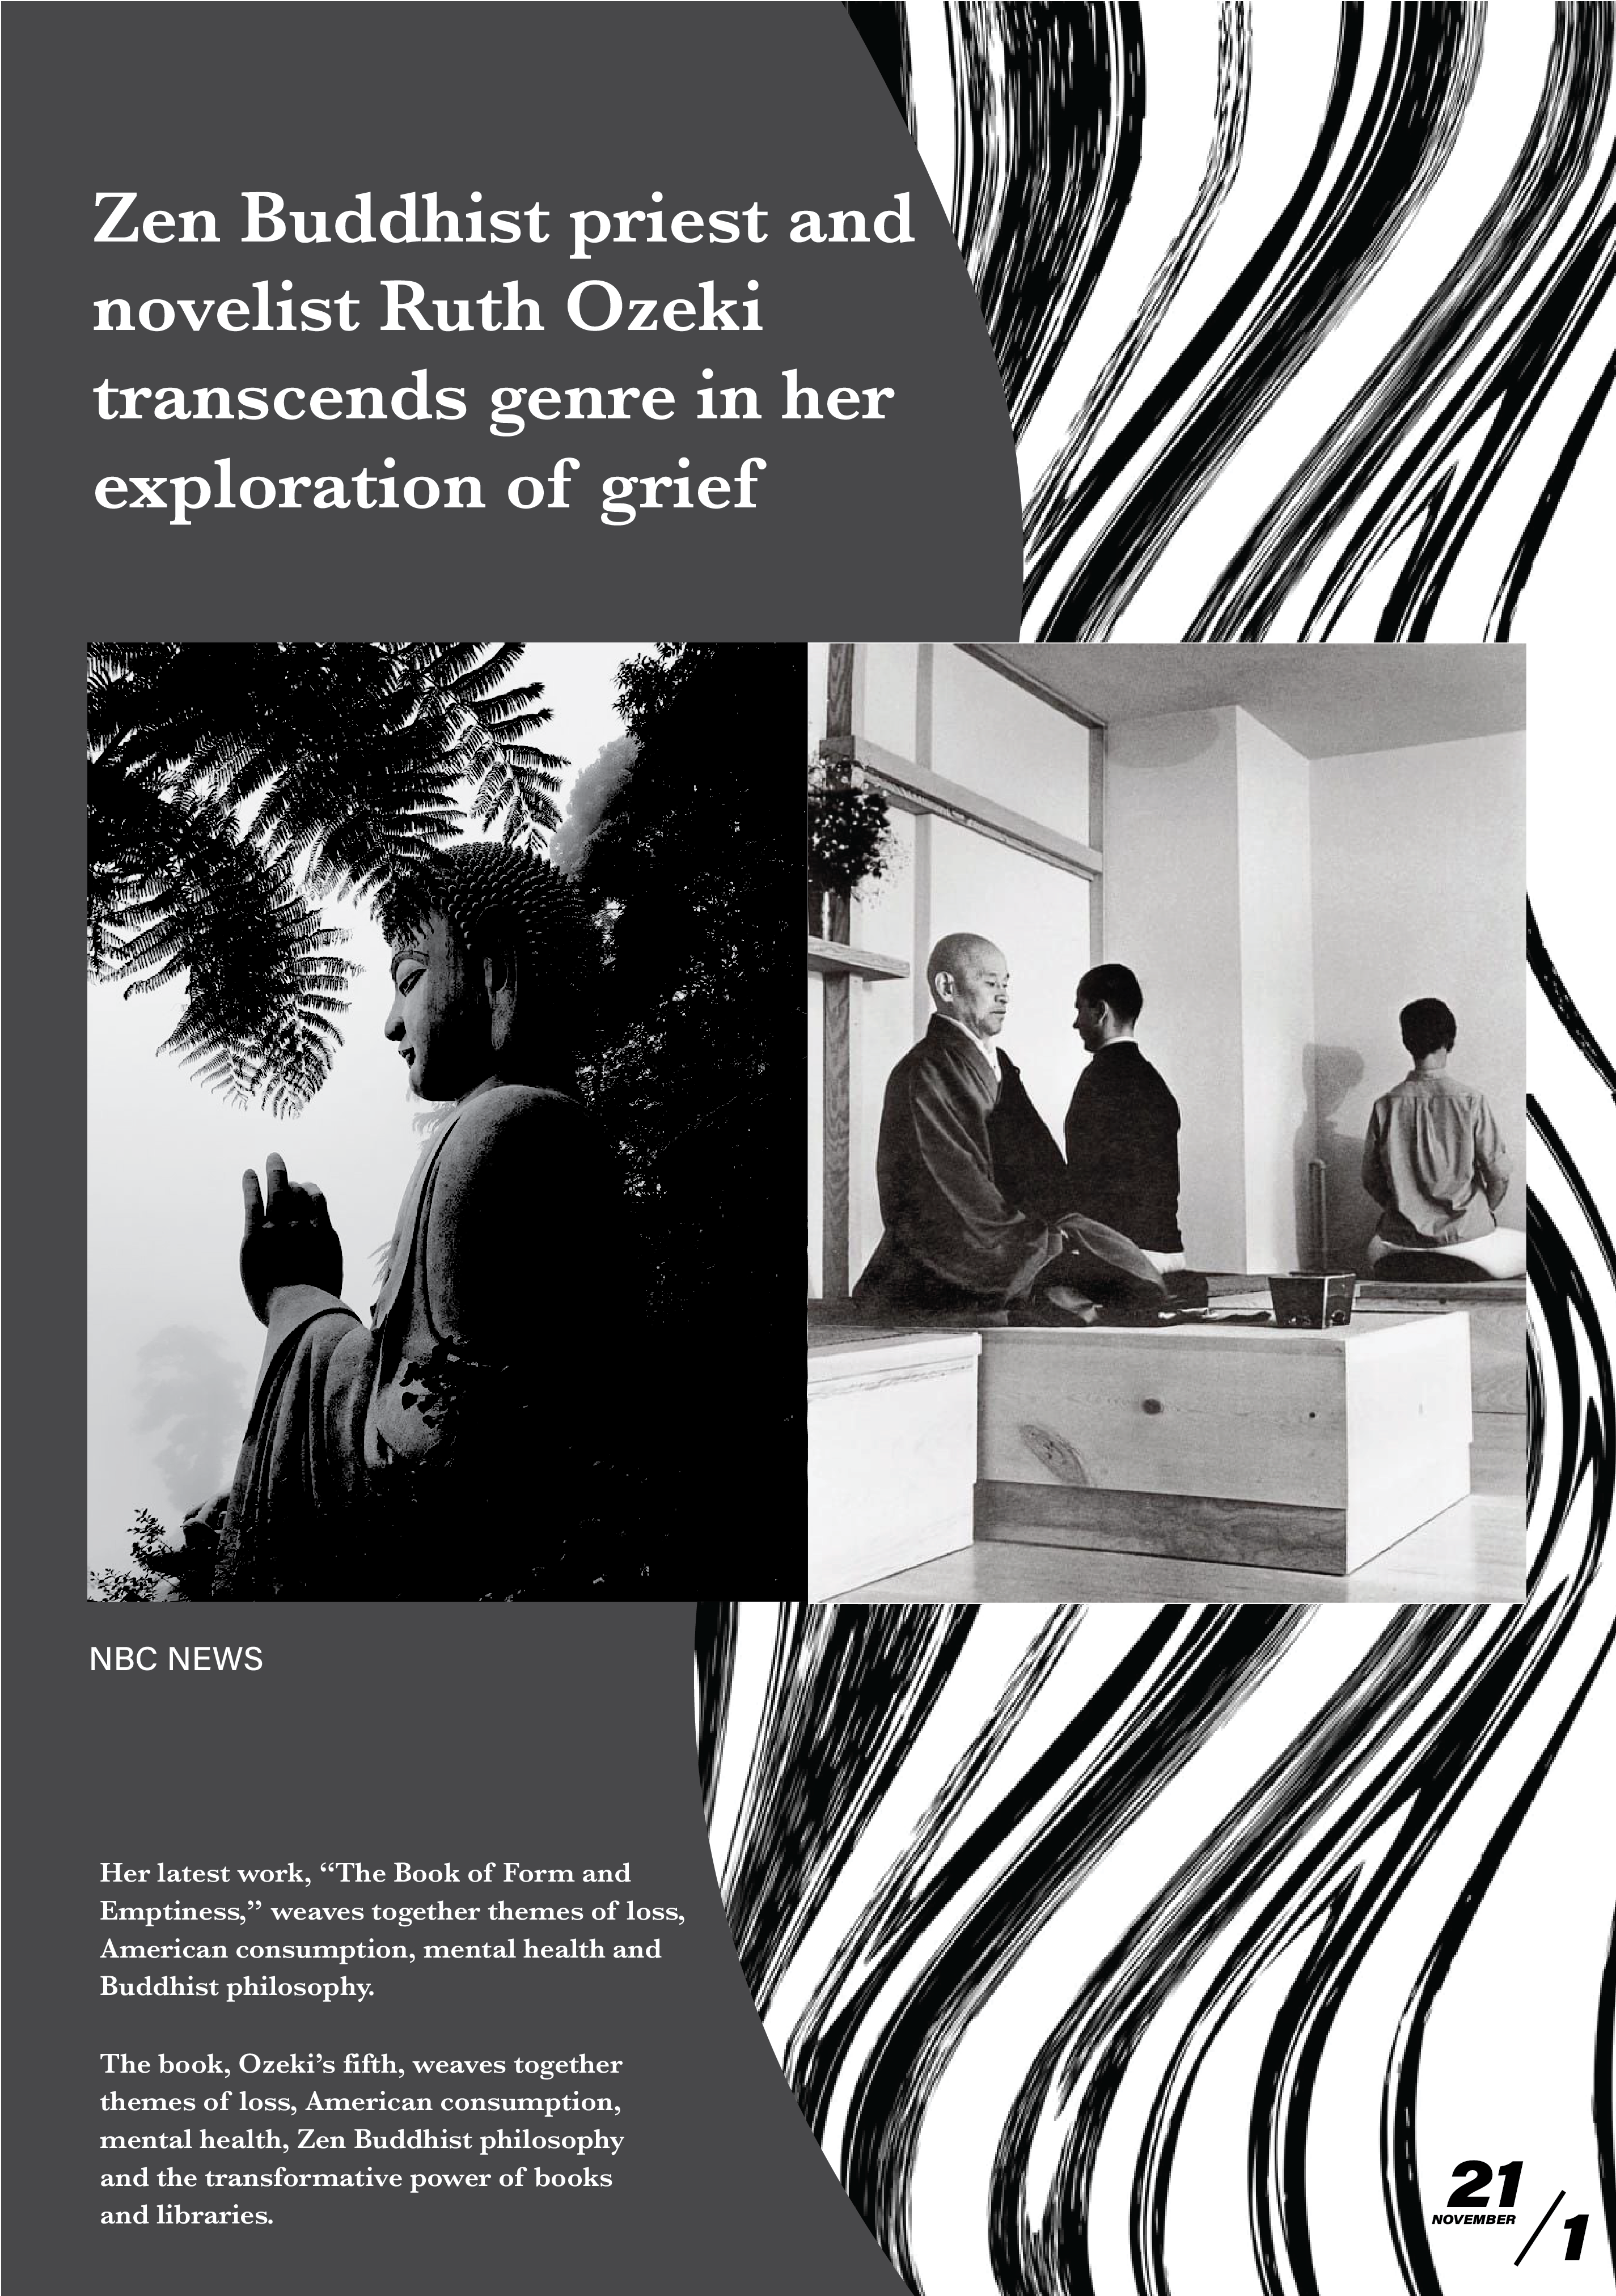 Zen Buddhist priest and
novelist Ruth Ozeki
transcends genre in her
exploration of grief
NBC NEWS
Her latest work, “The Book of Form and
Emptiness,” weaves together themes of loss,
American consumption, mental health and
Buddhist philosophy.
The book, Ozeki’s fifth, weaves together
themes of loss, American consumption,
mental health, Zen Buddhist philosophy
and the transformative power of books
and libraries.
21
NOVEMBER
/1